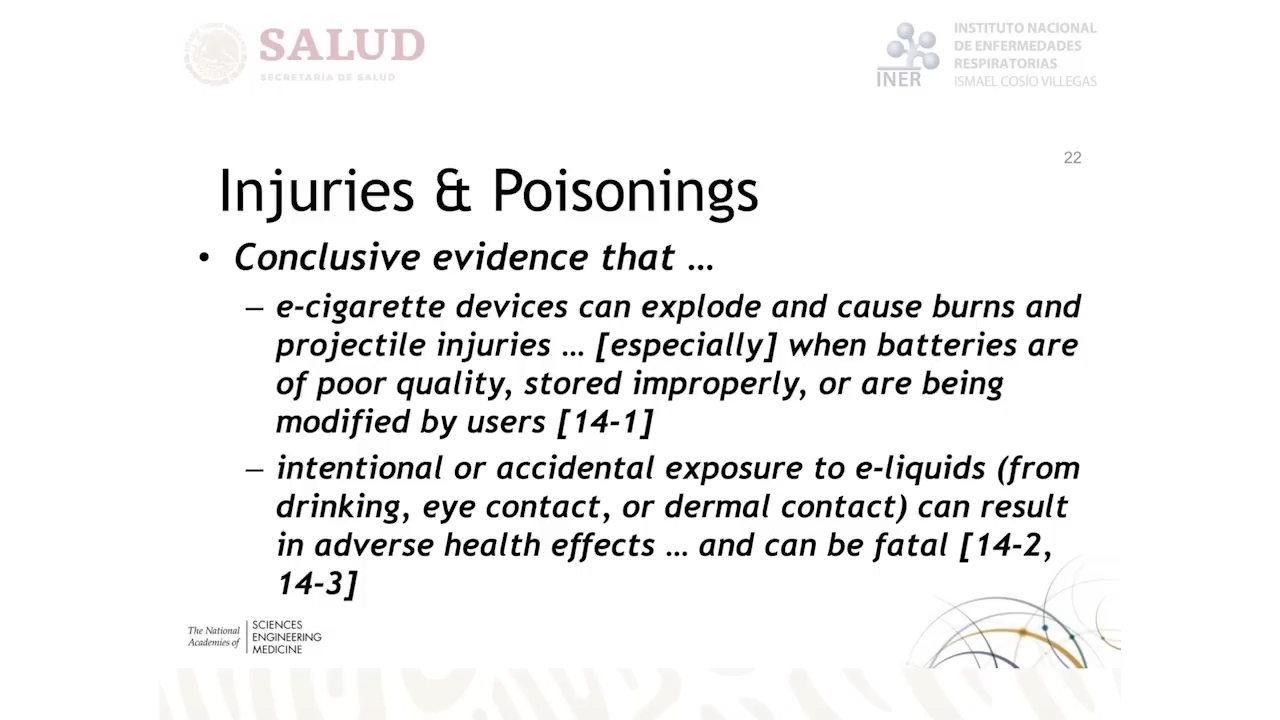 SALUD
SECRETARÍA DE SALUD
INER
INSTITUTO NACIONAL
DE ENFERMEDADES
RESPIRATORIAS
ISMAEL COSÍO VILLEGAS
22
Injuries & Poisonings
• Conclusive evidence that …
– e-cigarette devices can explode and cause burns and
projectile injuries … [especially] when batteries are
of poor quality, stored improperly, or are being
modified by users [14-1]
– intentional or accidental exposure to e-liquids (from
drinking, eye contact, or dermal contact) can result
in adverse health effects … and can be fatal [14-2,
14-3]
The National
Academies of
SCIENCES
ENGINEERING
MEDICINE